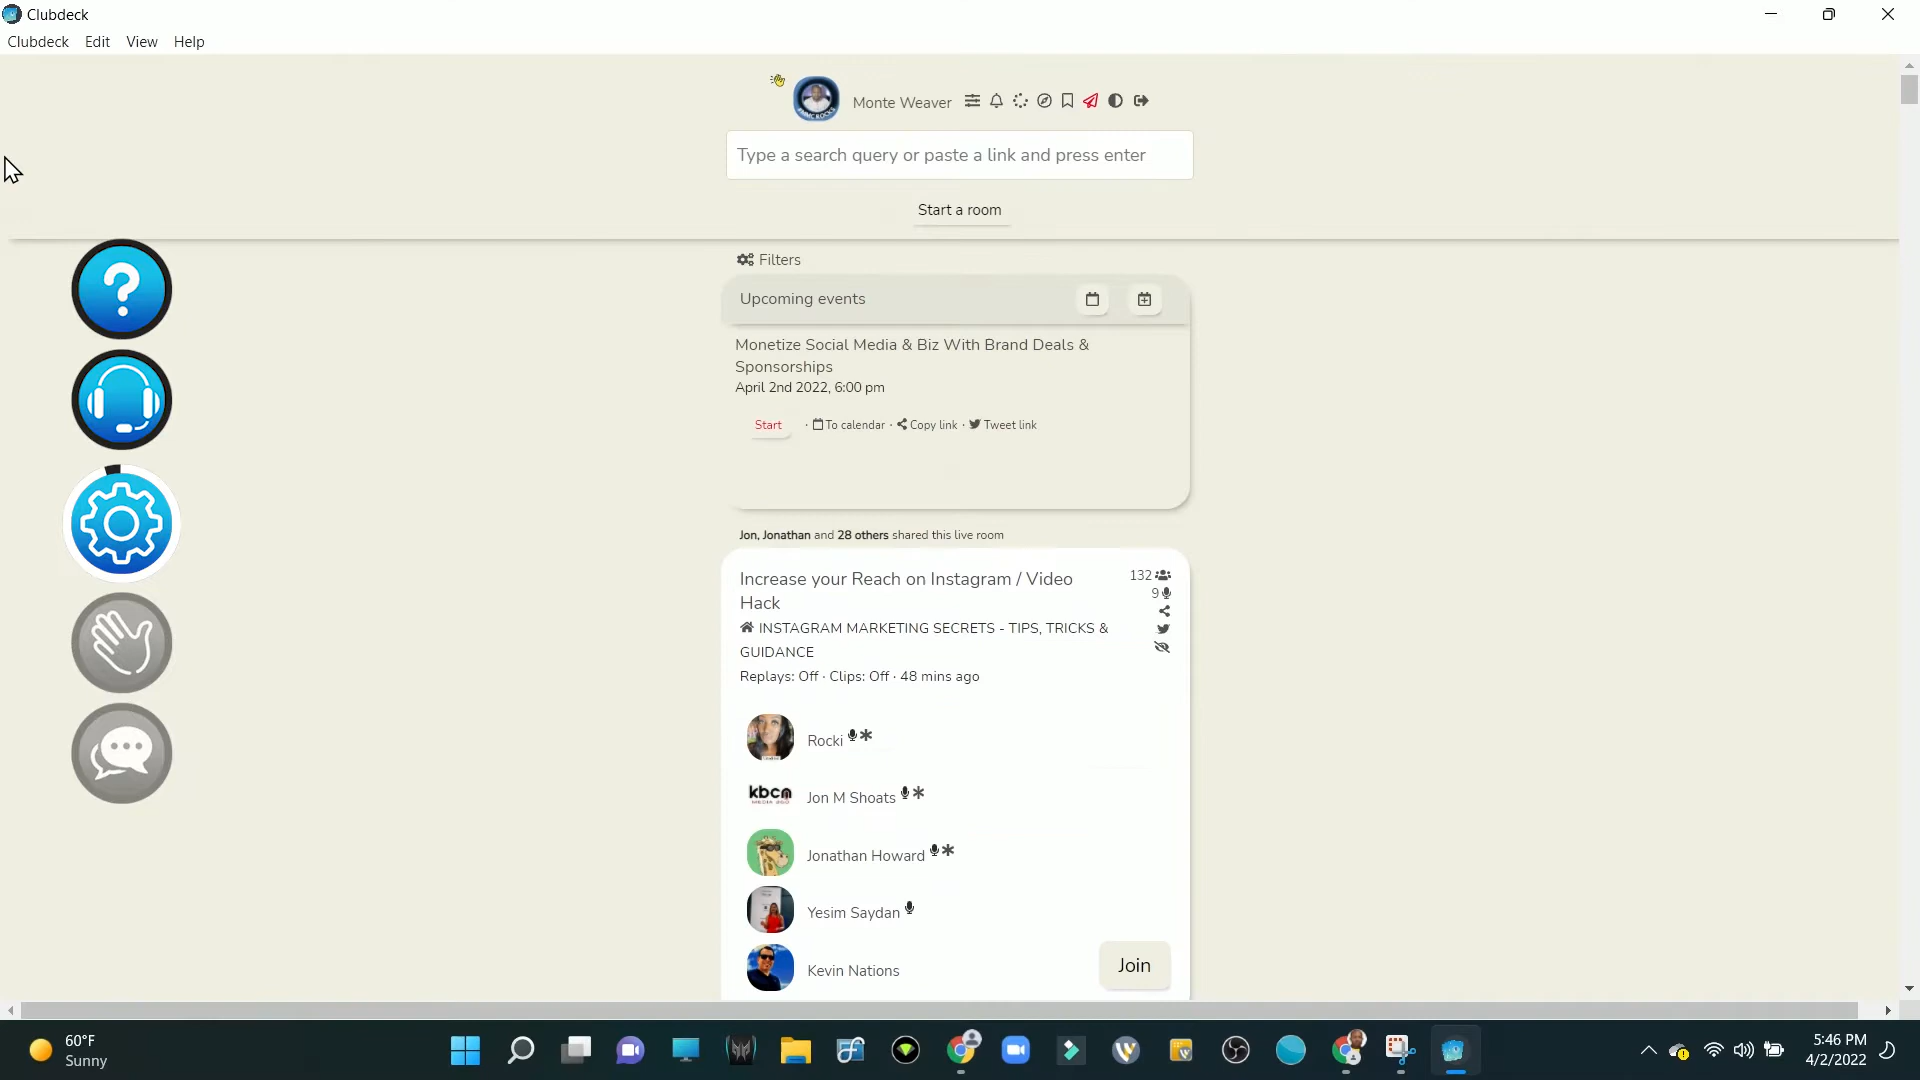 Clubdeck
Clubdeck Edit View Help
Monte Weaver
Type a search query or paste a link and press enter
Start a room
Filters
Upcoming events
Monetize Social Media & Biz With Brand Deals &
Sponsorships
April 2nd 2022, 6:00 pm
Start · To calendar · Copy link · Tweet link
Jon, Jonathan and 28 others shared this live room
Increase your Reach on Instagram / Video
Hack
132
9
INSTAGRAM MARKETING SECRETS - TIPS, TRICKS &
GUIDANCE
Replays: Off · Clips: Off · 48 mins ago
Rocki
kbcn
Jon M Shoats
Jonathan Howard
Yesim Saydan
Kevin Nations
Join
60°F
Sunny
5:46 PM
4/2/2022